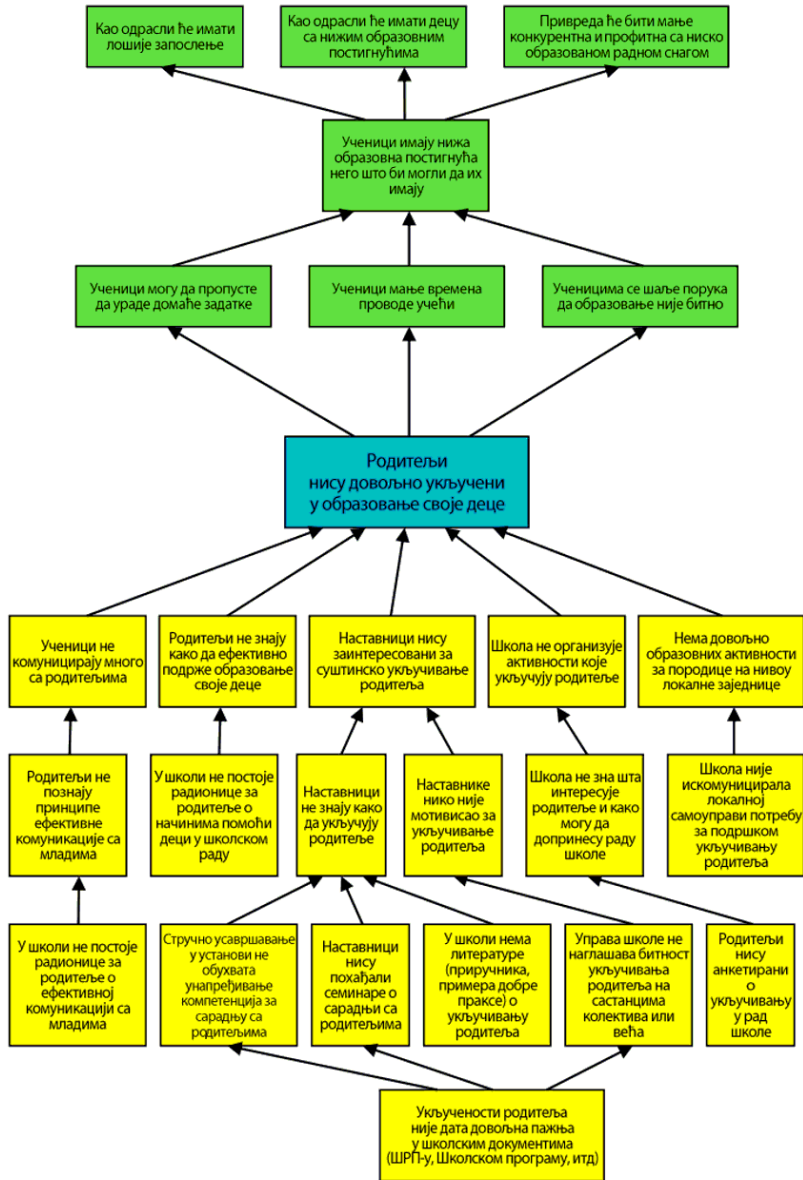 Као одрасли ће имати
лошије запослење
Као одрасли ће имати децу
са нижим образовним
постигнућима
Привреда ће бити мање
конкурентна и профитна са ниско
образованом радном снагом
Ученици имају нижа
образовна постигнућа
него што би могли да их
имају
Ученици могу да пропусте
да ураде домаће задатке
Ученици мање времена
проводе учећи
Ученицима се шаље порука
да образовање није битно
Родитељи
нису довољно укључени
у образовање своје деце
Ученици не
комуницирају много
са родитељима
Родитељи не знају
како да ефективно
подрже образовање
своје деце
Наставници нису
заинтересовани за
суштинско укључивање
родитеља
Школа не организује
активности које
укључују родитеље
Нема довољно
образовних активности
за породице на нивоу
локалне заједнице
Родитељи не
познају
принципе
ефективне
комуникације са
младима
У школи не постоје
радионице за
родитеље о
начинима помоћи
деци у школском
раду
Наставници
не знају како
да укључују
родитеље
Наставнике
нико није
мотивисао за
укључивање
родитеља
Школа не зна шта
интересује
родитеље и како
могу да
допринесу раду
школе
Школа није
искомуницирала
локалној
самоуправи потребу
за подршком
укључивању
родитеља
У школи не постоје
радионице за
родитеље о
ефективној
комуникацији са
младима
Стручно усавршавање
у установи не
обухвата
унапређивање
компетенција за
сарадњу са
родитељима
Наставници
нису
похађали
семинаре о
сарадњи са
родитељима
У школи нема
литературе
(приручника,
примера добре
праксе) о
укључивању
родитеља
Управа школе не
наглашава битност
укључивања
родитеља на
састанцима
колектива или
већа
Родитељи
нису
анкетирани
о
укључивању
у рад
школе
Укључености родитеља
није дата довољна пажња
у школским документима
(ШРП-у, Школском програму, итд)